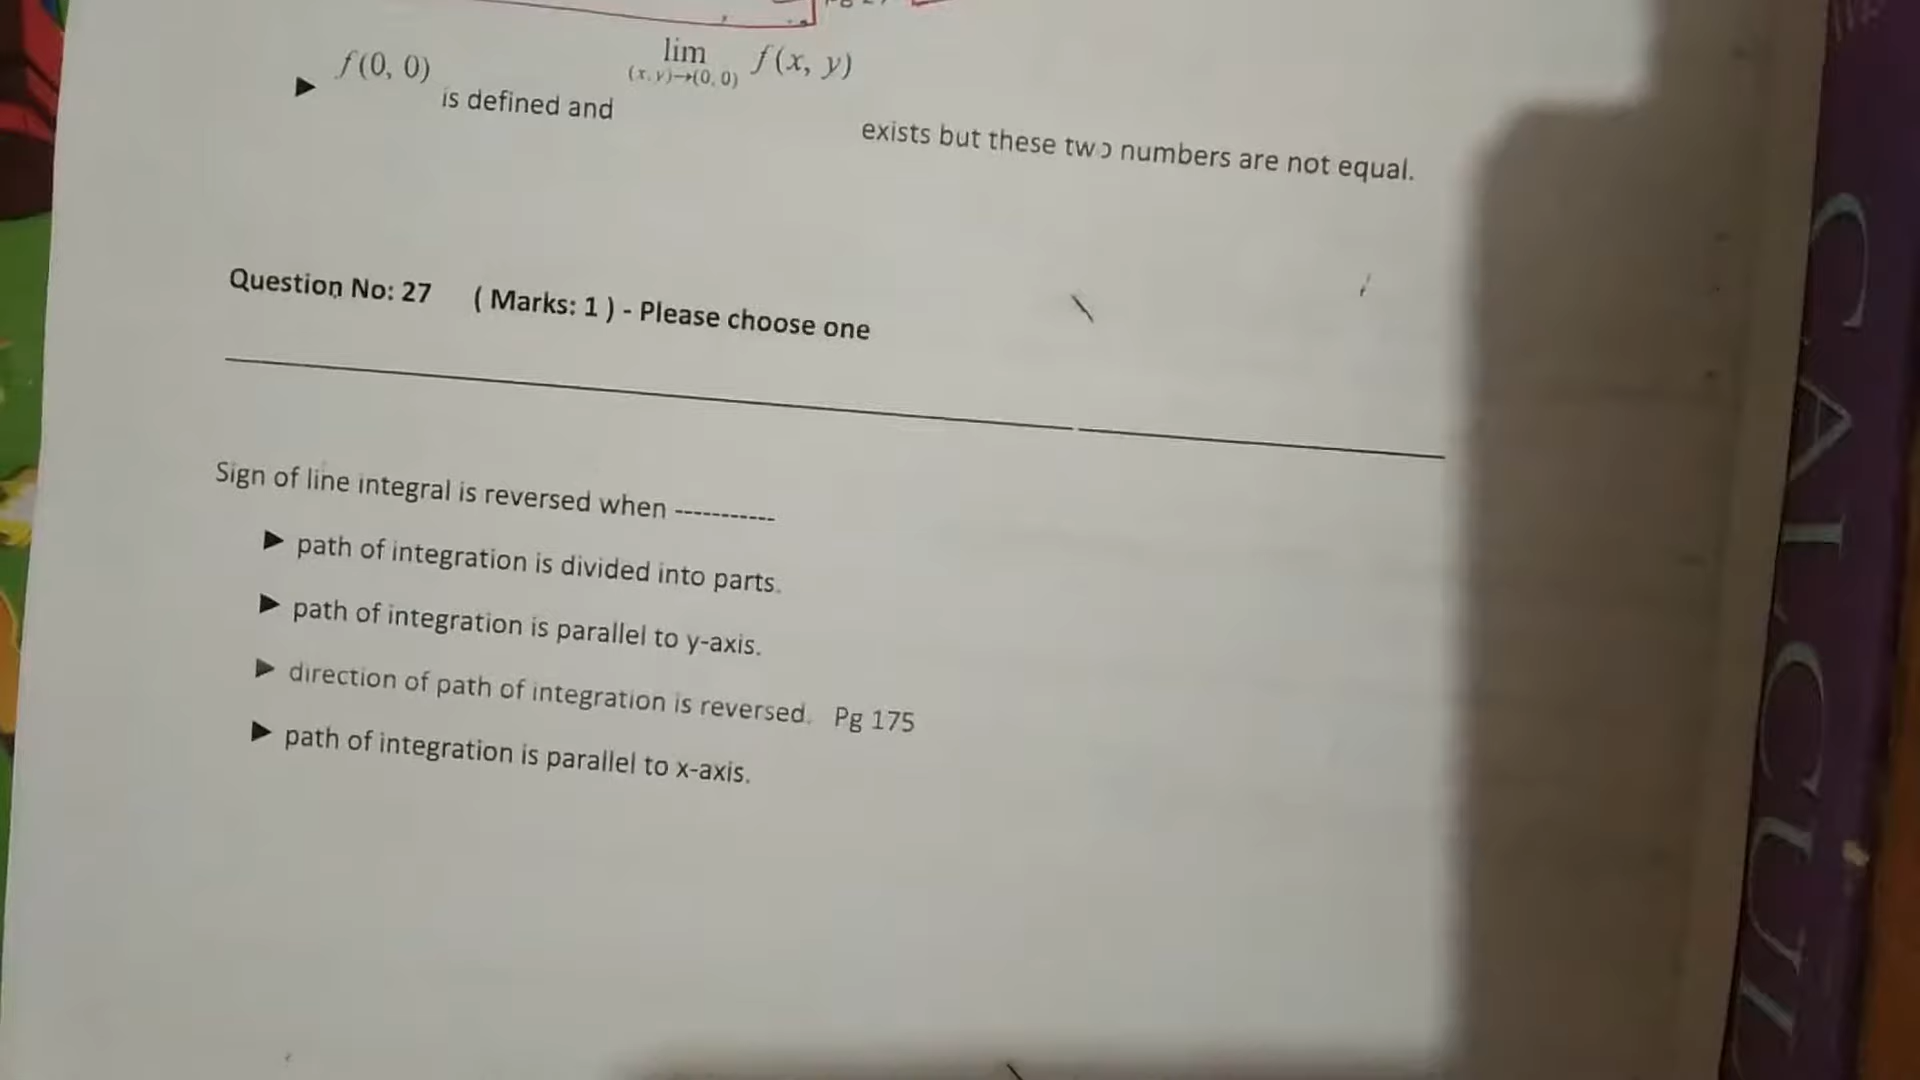 f(0, 0) is defined and lim (x, y)→(0, 0) f(x, y) exists but these two numbers are not equal.
Question No: 27 ( Marks: 1 ) - Please choose one
Sign of line integral is reversed when -----------
► path of integration is divided into parts.
► path of integration is parallel to y-axis.
► direction of path of integration is reversed. Pg 175
► path of integration is parallel to x-axis.
CALCUL